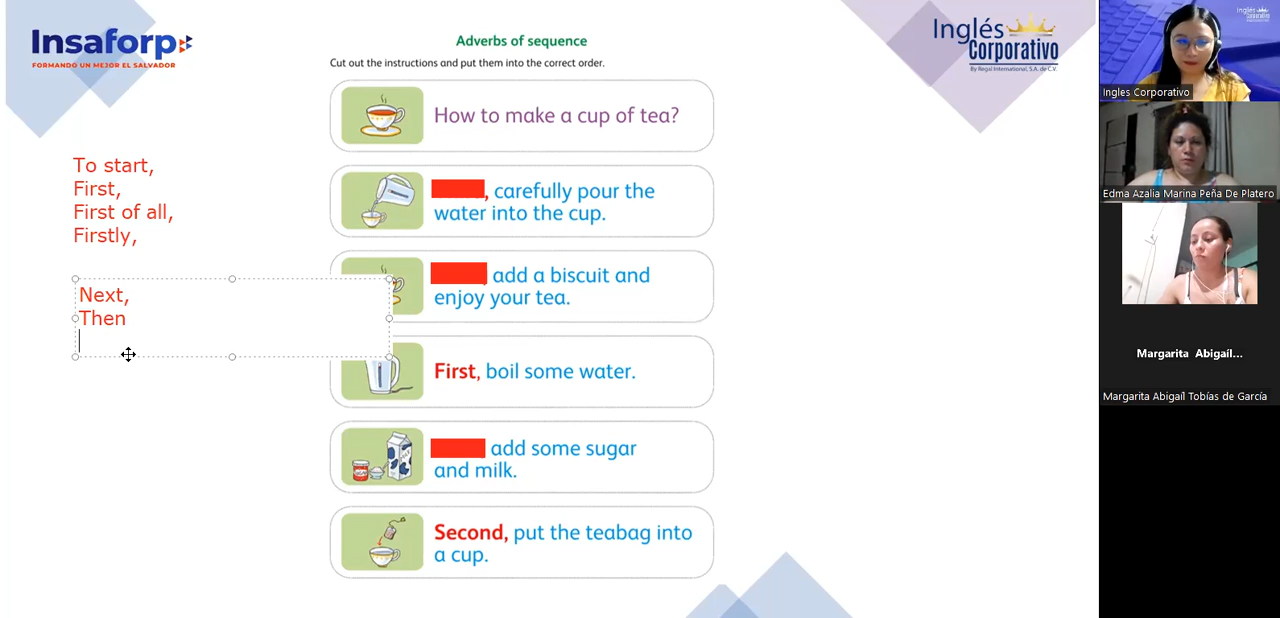 Insaforp
FORMANDO UN MEJOR EL SALVADOR
Adverbs of sequence
Cut out the instructions and put them into the correct order.
Inglés
Corporativo
By Regal International, S.A. de C.V.
How to make a cup of tea?
, carefully pour the
water into the cup.
, add a biscuit and
enjoy your tea.
First, boil some water.
add some sugar
and milk.
Second, put the teabag into
a cup.
To start,
First,
First of all,
Firstly,
Next,
Then
Inglés
Corporativo
Ingles Corporativo
Edma Azalia Marina Peña De Platero
Margarita Abigaíl...
Margarita Abigaíl Tobías de García